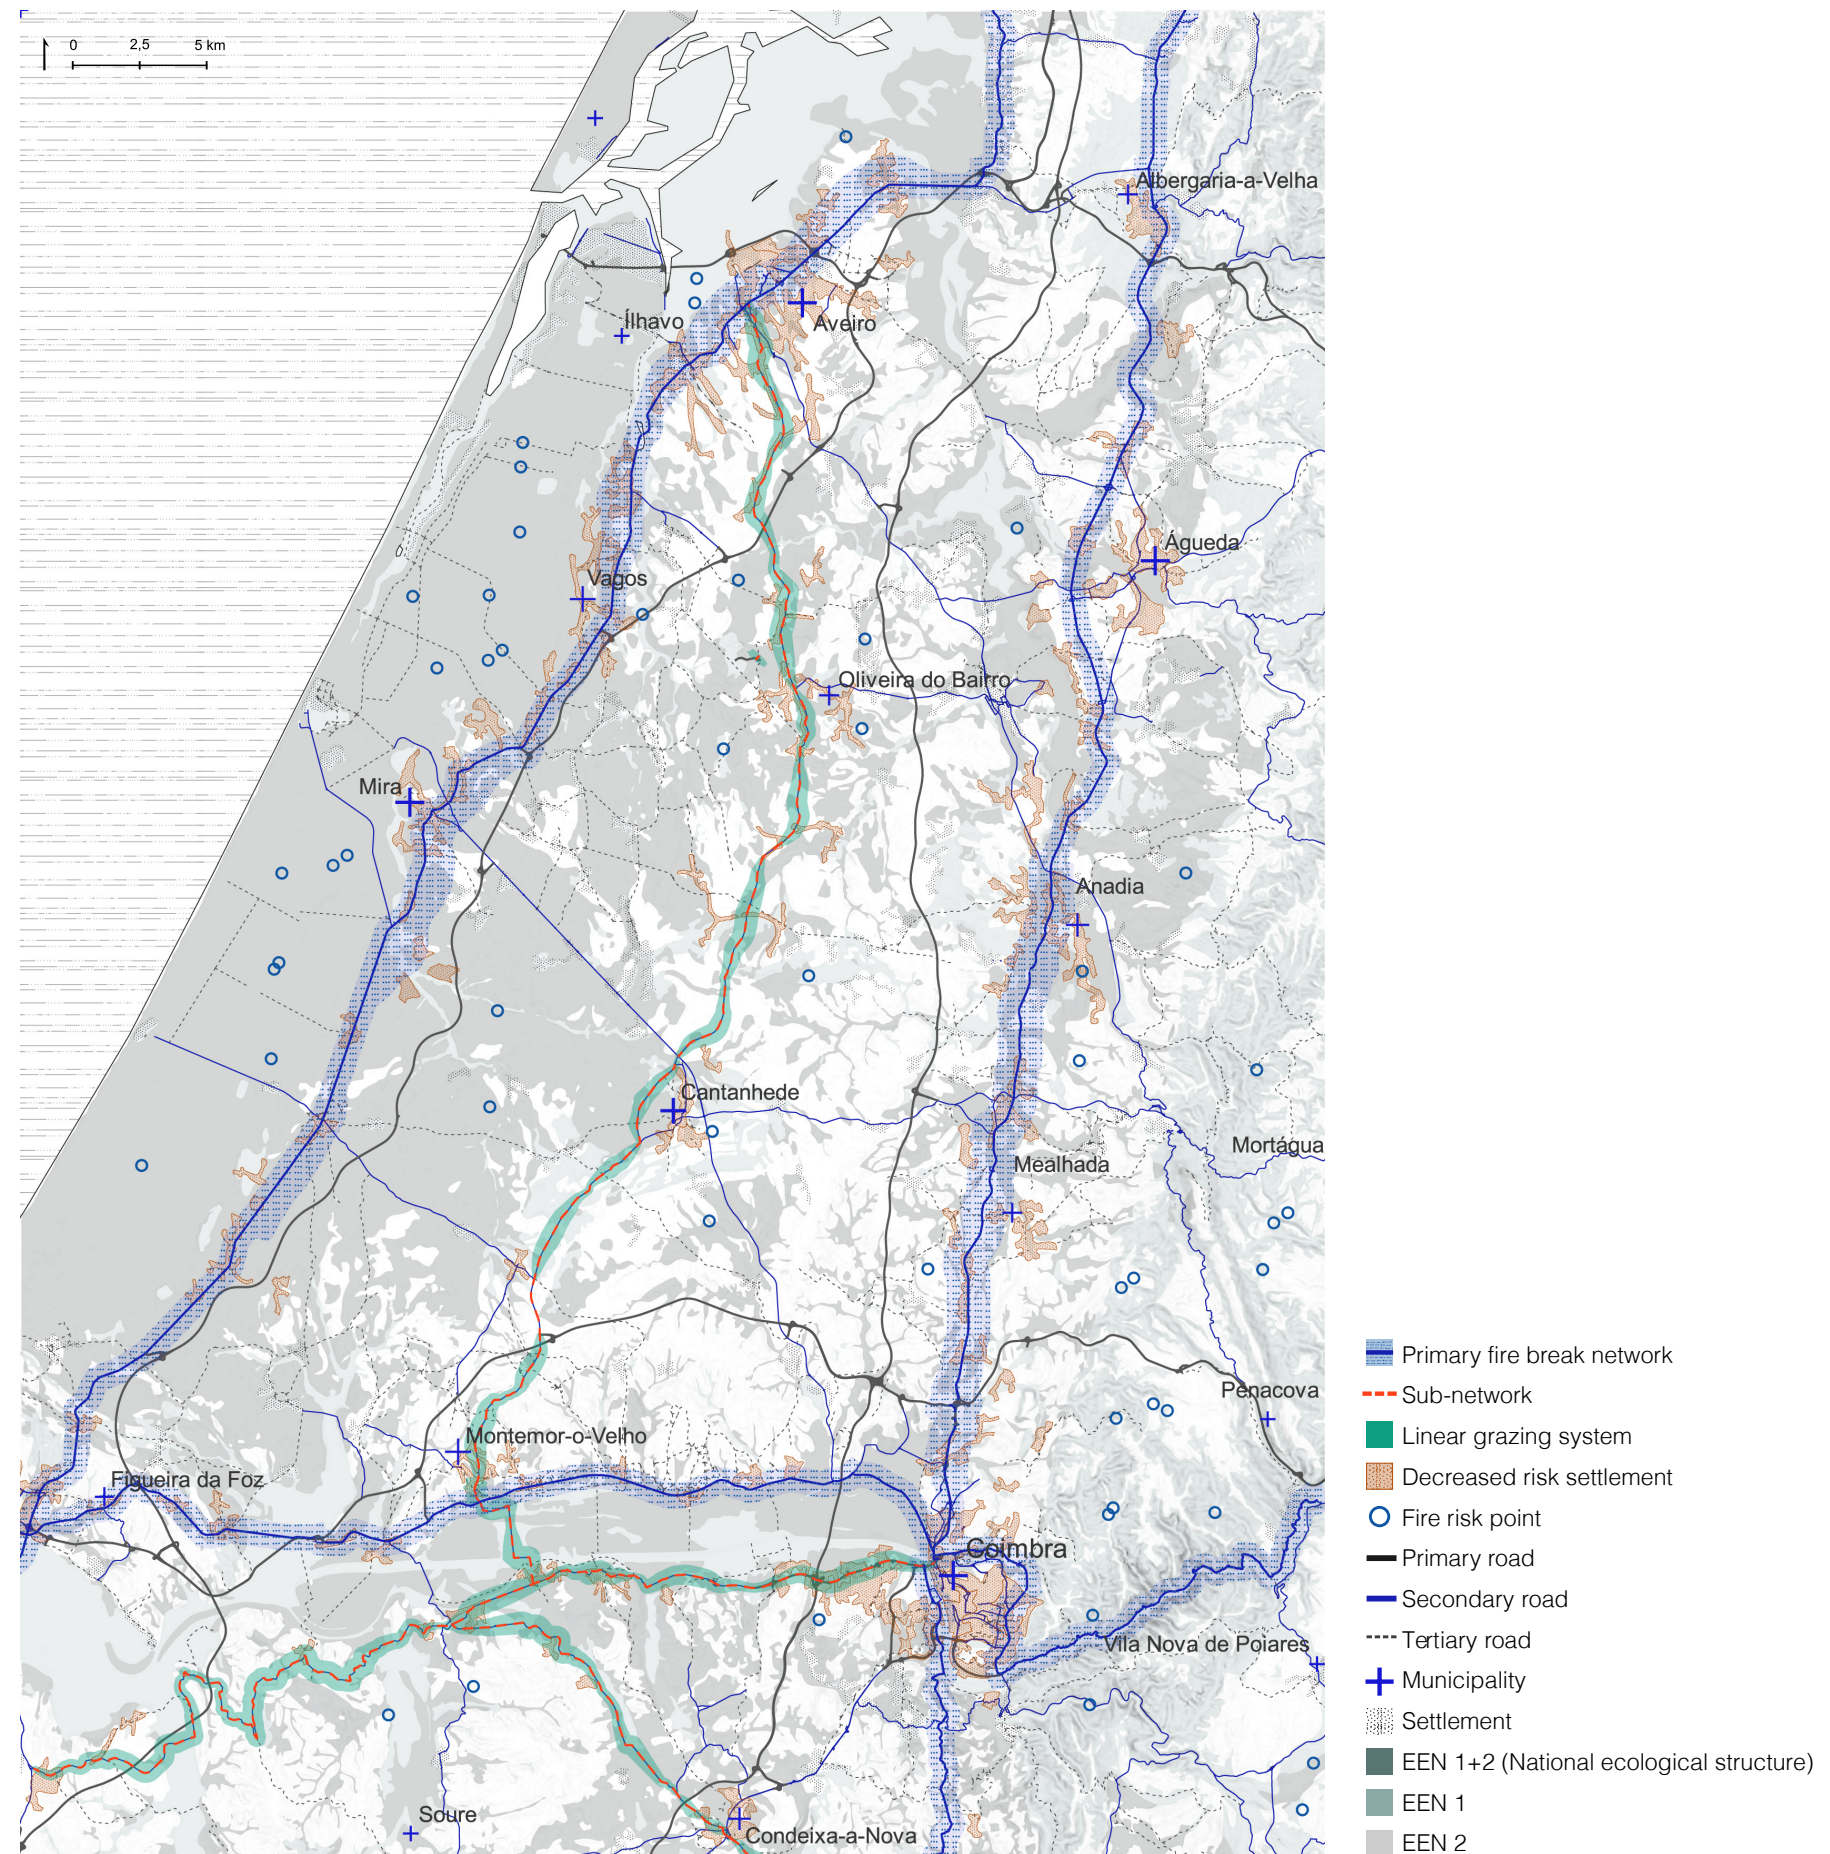 0 2,5 5 km
Albergaria-a-Velha
Ílhavo
Aveiro
Águeda
Vagos
Oliveira do Bairro
Mira
Anadia
Cantanhede
Mortágua
Mealhada
Penacova
Montemor-o-Velho
Figueira da Foz
Coimbra
Vila Nova de Poiares
Soure
Condeixa-a-Nova
Primary fire break network
Sub-network
Linear grazing system
Decreased risk settlement
Fire risk point
Primary road
Secondary road
Tertiary road
Municipality
Settlement
EEN 1+2 (National ecological structure)
EEN 1
EEN 2